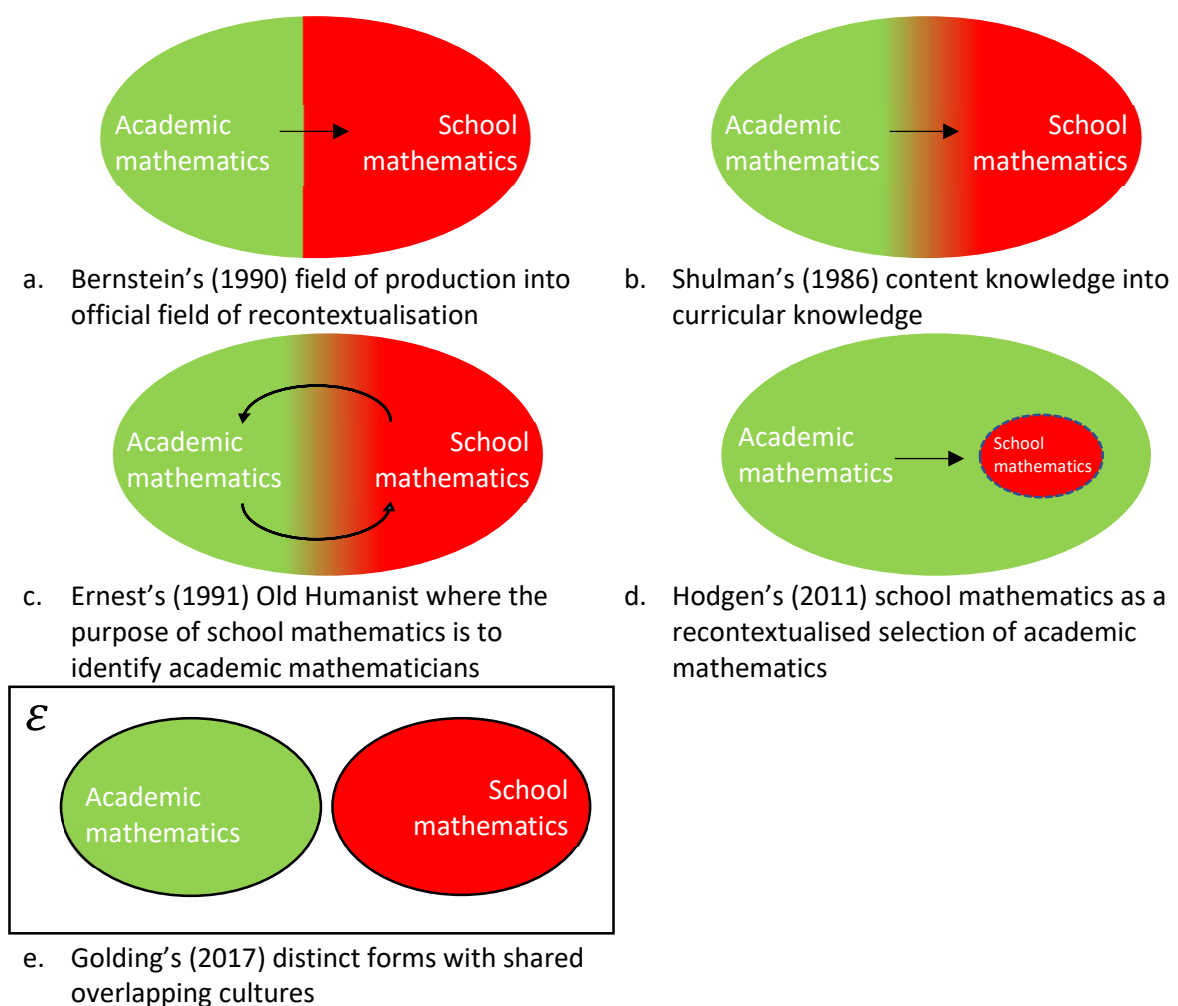 Academic
mathematics
School
mathematics
a. Bernstein’s (1990) field of production into
official field of recontextualisation
Academic
mathematics
School
mathematics
b. Shulman’s (1986) content knowledge into
curricular knowledge
Academic
mathematics
School
mathematics
c. Ernest’s (1991) Old Humanist where the
purpose of school mathematics is to
identify academic mathematicians
Academic
mathematics
School
mathematics
d. Hodgen’s (2011) school mathematics as a
recontextualised selection of academic
mathematics
ℰ
Academic
mathematics
School
mathematics
e. Golding’s (2017) distinct forms with shared
overlapping cultures